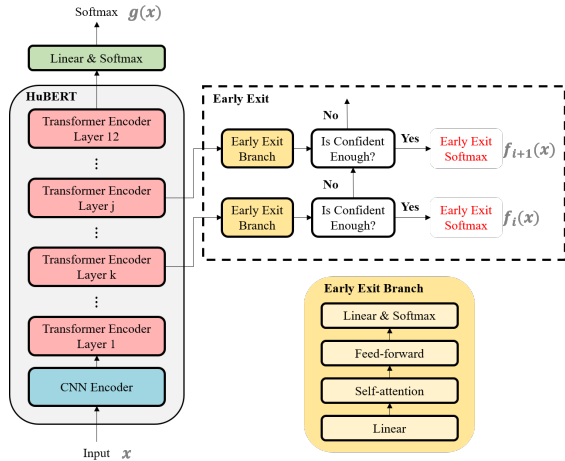 Softmax g(x)
Linear & Softmax
HuBERT
Transformer Encoder
Layer 12
⋮
Transformer Encoder
Layer j
⋮
Transformer Encoder
Layer k
⋮
Transformer Encoder
Layer 1
CNN Encoder
Input x
Early Exit
No
Early Exit
Branch
Is Confident
Enough?
Yes
Early Exit
Softmax
f_{i+1}(x)
No
Early Exit
Branch
Is Confident
Enough?
Yes
Early Exit
Softmax
f_i(x)
Early Exit Branch
Linear & Softmax
Feed-forward
Self-attention
Linear